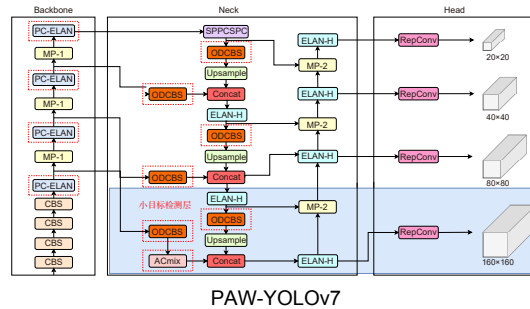 Backbone
Neck
Head
PC-ELAN
MP-1
PC-ELAN
MP-1
PC-ELAN
MP-1
PC-ELAN
CBS
CBS
CBS
CBS
SPPCSPC
ODCBS
Upsample
ODCBS
Concat
ELAN-H
ODCBS
Upsample
ODCBS
Concat
小目标检测层
ELAN-H
ODCBS
ODCBS
Upsample
ACmix
Concat
ELAN-H
MP-2
ELAN-H
MP-2
ELAN-H
MP-2
ELAN-H
RepConv
20×20
RepConv
40×40
RepConv
80×80
RepConv
160×160
PAW-YOLOv7